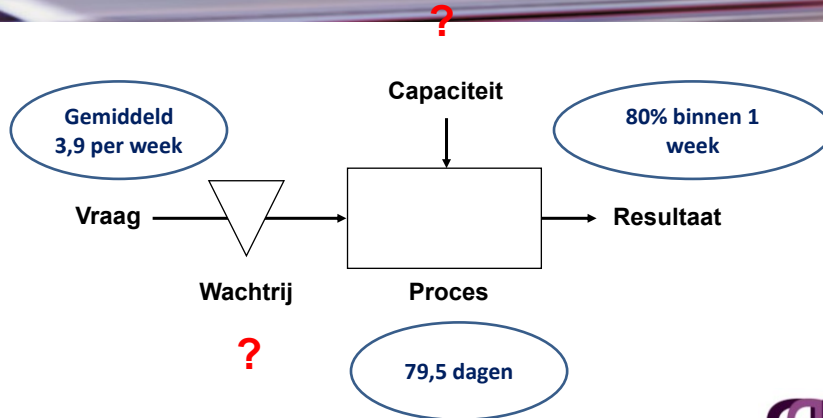 ?
Capaciteit
Gemiddeld
3,9 per week
80% binnen 1
week
Vraag
Resultaat
Wachtrij
Proces
?
79,5 dagen